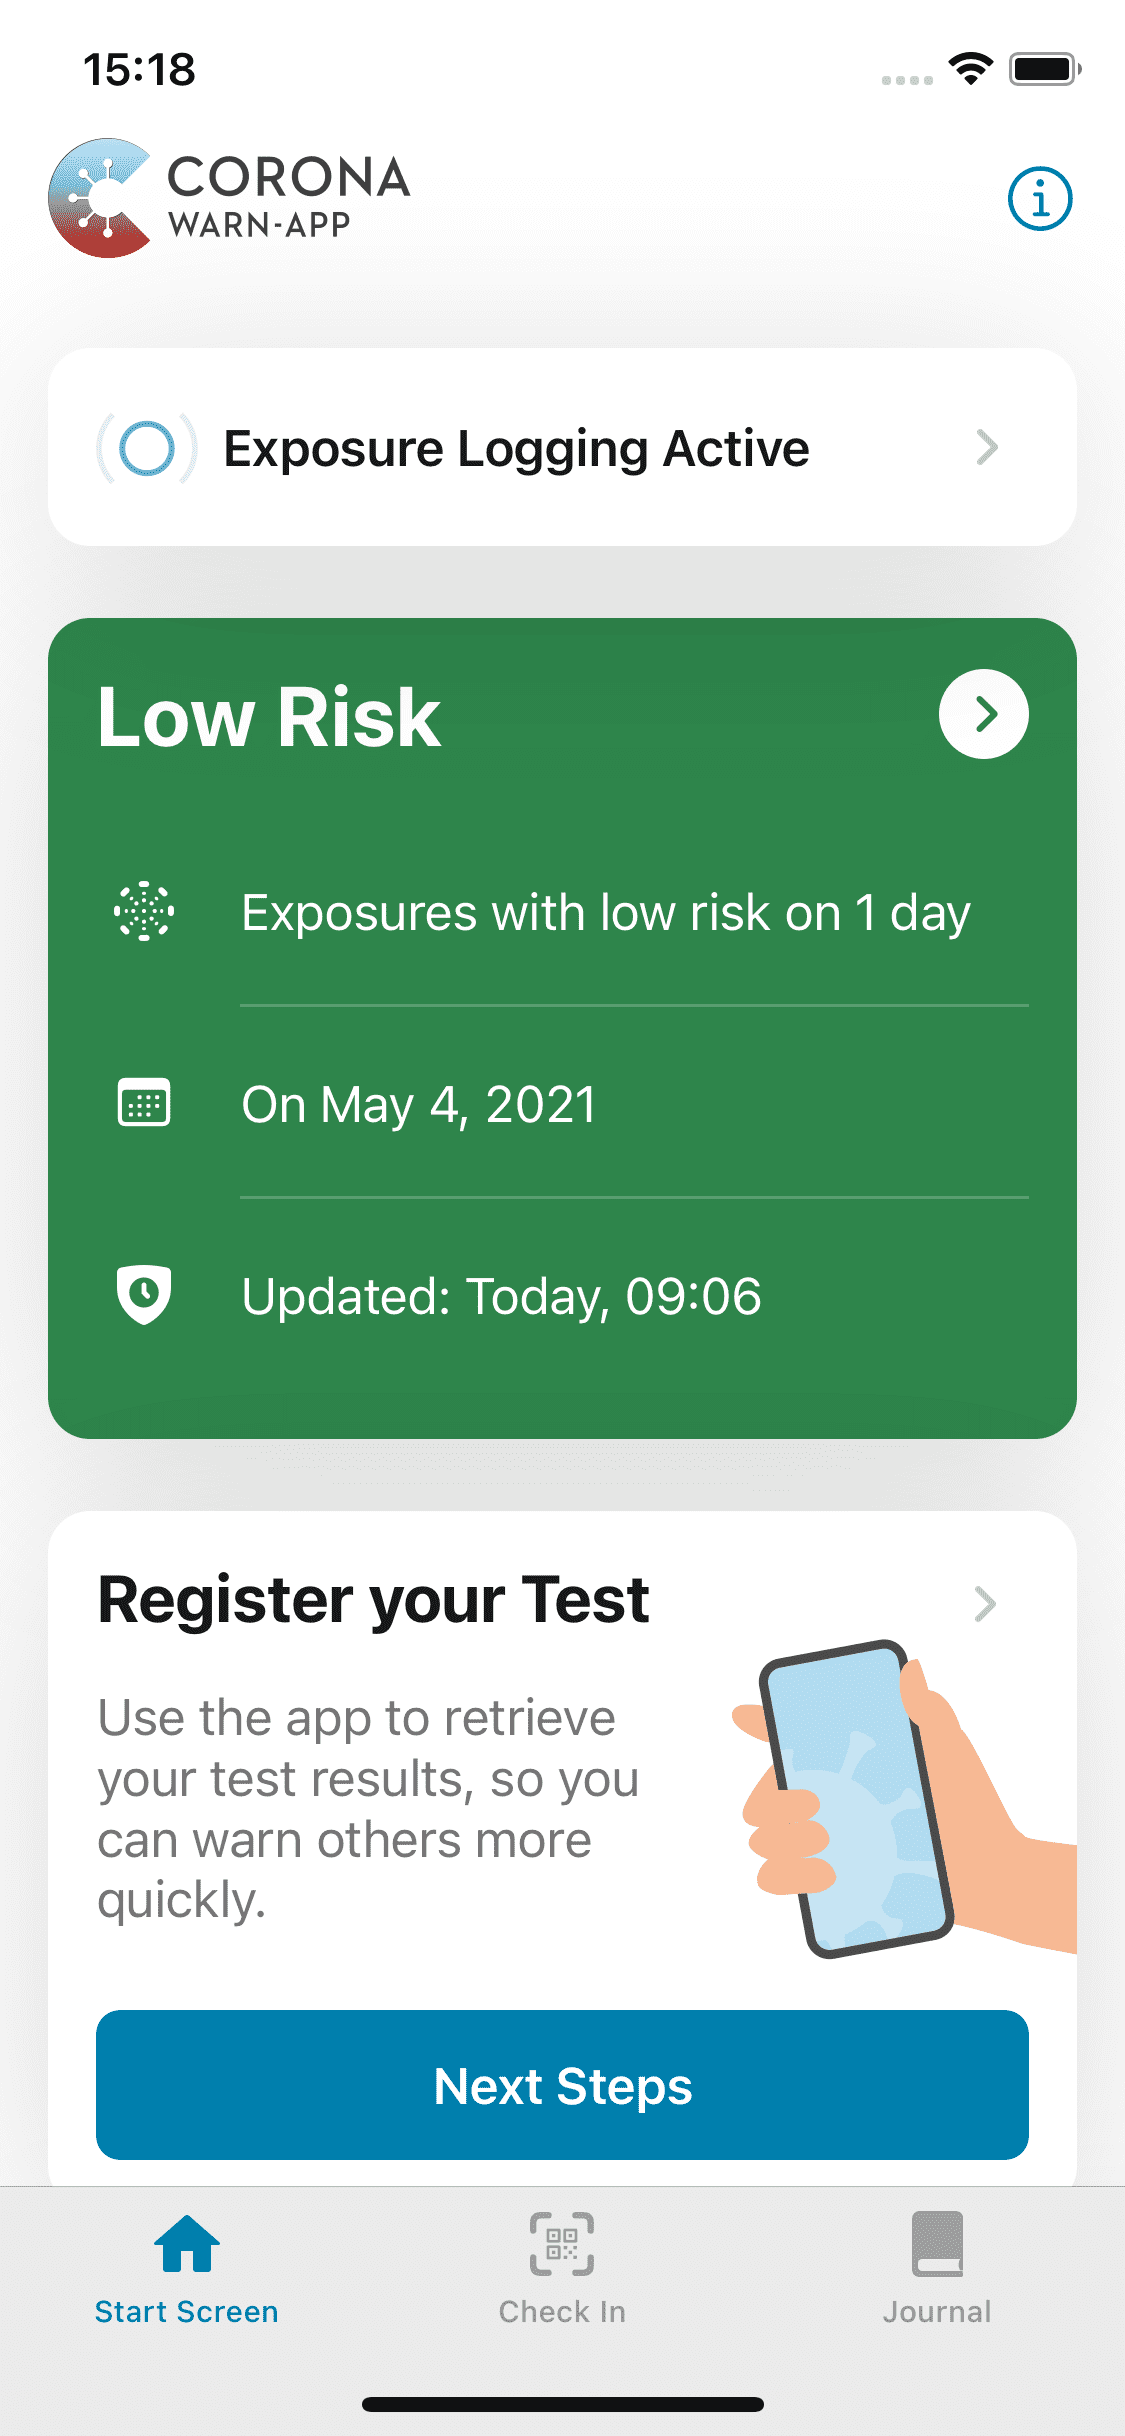 15:18
CORONA
WARN-APP
Exposure Logging Active
Low Risk
Exposures with low risk on 1 day
On May 4, 2021
Updated: Today, 09:06
Register your Test
Use the app to retrieve
your test results, so you
can warn others more
quickly.
Next Steps
Start Screen
Check In
Journal